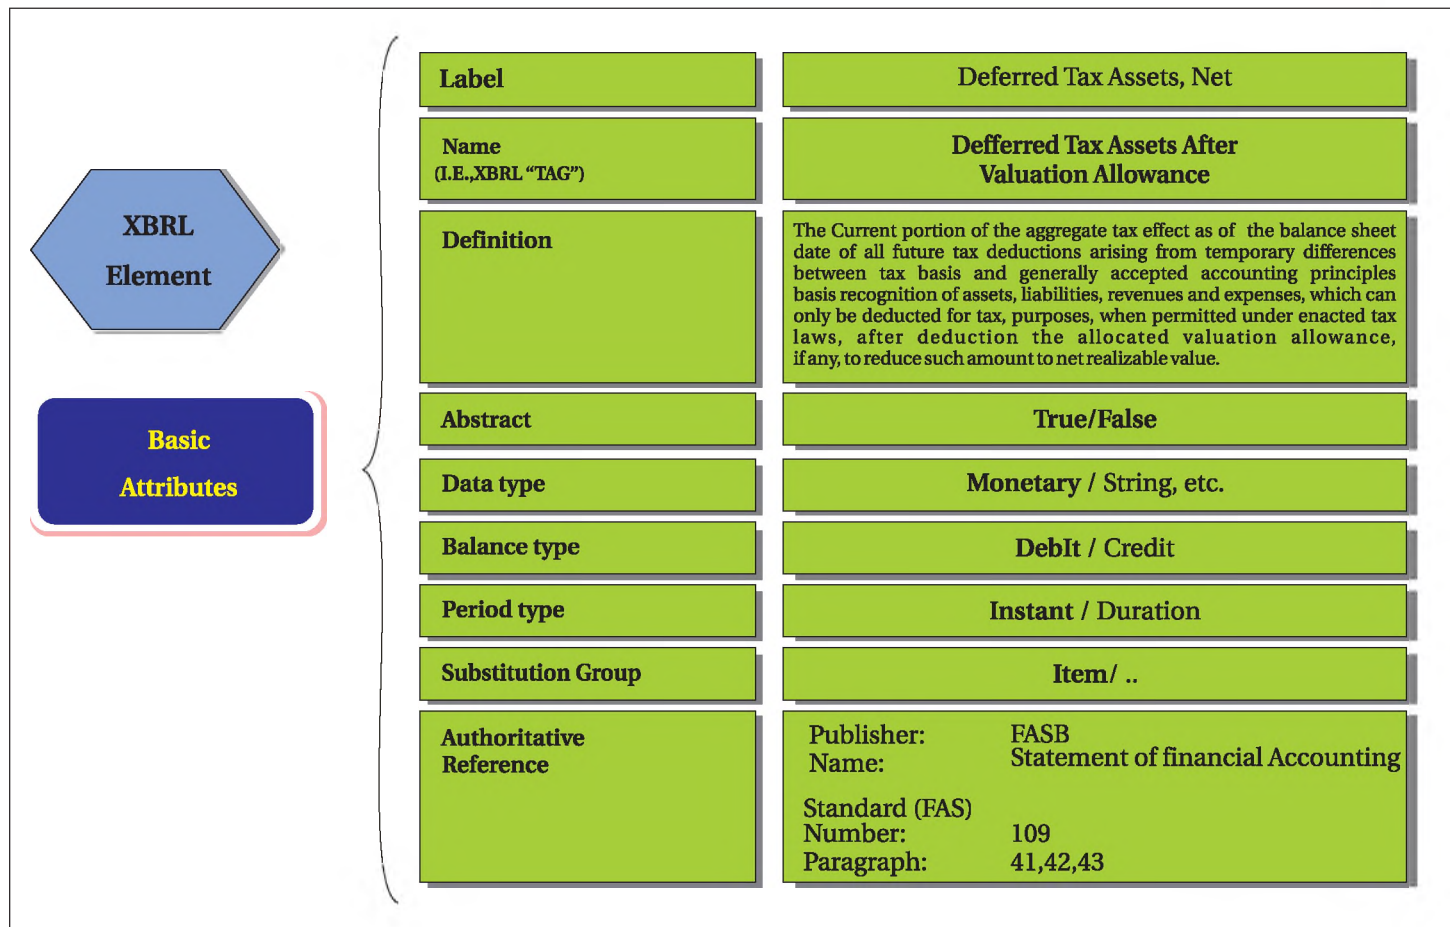 XBRL
Element
Basic
Attributes
Label
Deferred Tax Assets, Net
Name
(I.E.,XBRL “TAG”)
Defferred Tax Assets After
Valuation Allowance
Definition
The Current portion of the aggregate tax effect as of the balance sheet
date of all future tax deductions arising from temporary differences
between tax basis and generally accepted accounting principles
basis recognition of assets, liabilities, revenues and expenses, which can
only be deducted for tax, purposes, when permitted under enacted tax
laws, after deduction the allocated valuation allowance,
if any, to reduce such amount to net realizable value.
Abstract
True/False
Data type
Monetary / String, etc.
Balance type
DebIt / Credit
Period type
Instant / Duration
Substitution Group
Item/ ..
Authoritative
Reference
Publisher: FASB
Name: Statement of financial Accounting
Standard (FAS)
Number: 109
Paragraph: 41,42,43